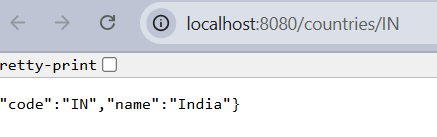 localhost:8080/countries/IN
retty-print
"code":"IN","name":"India"}